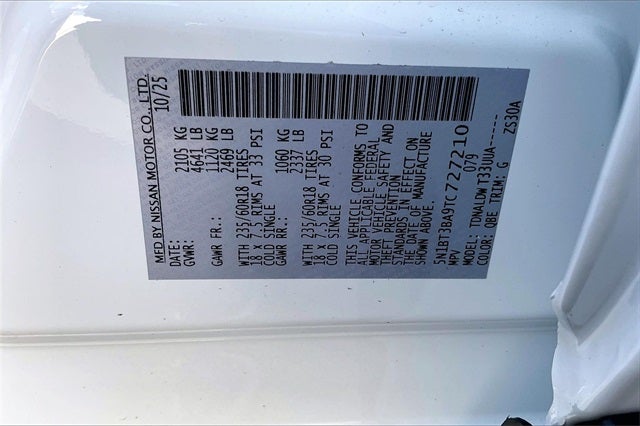 MFD BY NISSAN MOTOR CO., LTD.
DATE: 10/25
GVWR: 2105 KG
4641 LB
GAWR FR.: 1120 KG
2469 LB
WITH 235/60R18 TIRES
18 X 7.5 RIMS AT 33 PSI
COLD SINGLE
GAWR RR.: 1060 KG
2337 LB
WITH 235/60R18 TIRES
18 X 7.5 RIMS AT 30 PSI
COLD SINGLE
THIS VEHICLE CONFORMS TO
ALL APPLICABLE FEDERAL
MOTOR VEHICLE SAFETY AND
THEFT PREVENTION
STANDARDS IN EFFECT ON
THE DATE OF MANUFACTURE
SHOWN ABOVE.
5N1BT3BA9TC727210
MPV 079
MODEL: TDNALDW T33UUA-----
COLOR: QBE TRIM: G ZS30A